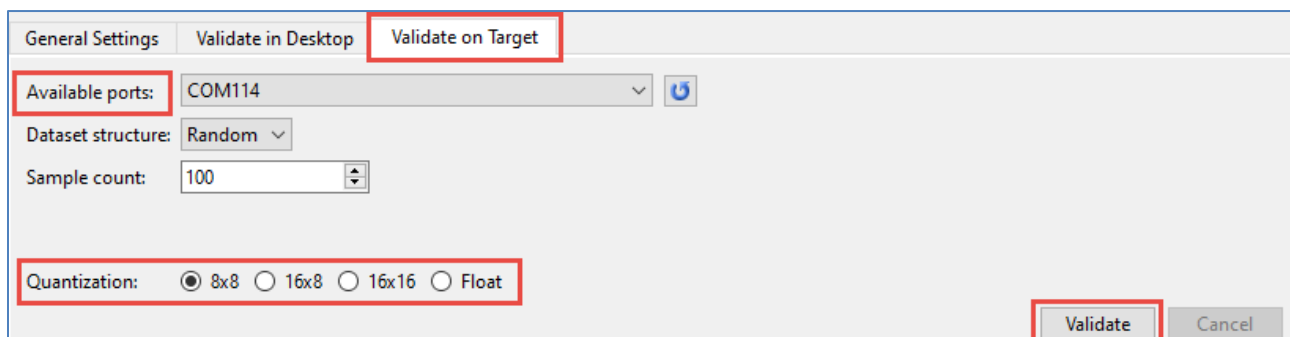 General Settings Validate in Desktop Validate on Target
Available ports: COM114
Dataset structure: Random
Sample count: 100
Quantization: 8x8 16x8 16x16 Float
Validate Cancel